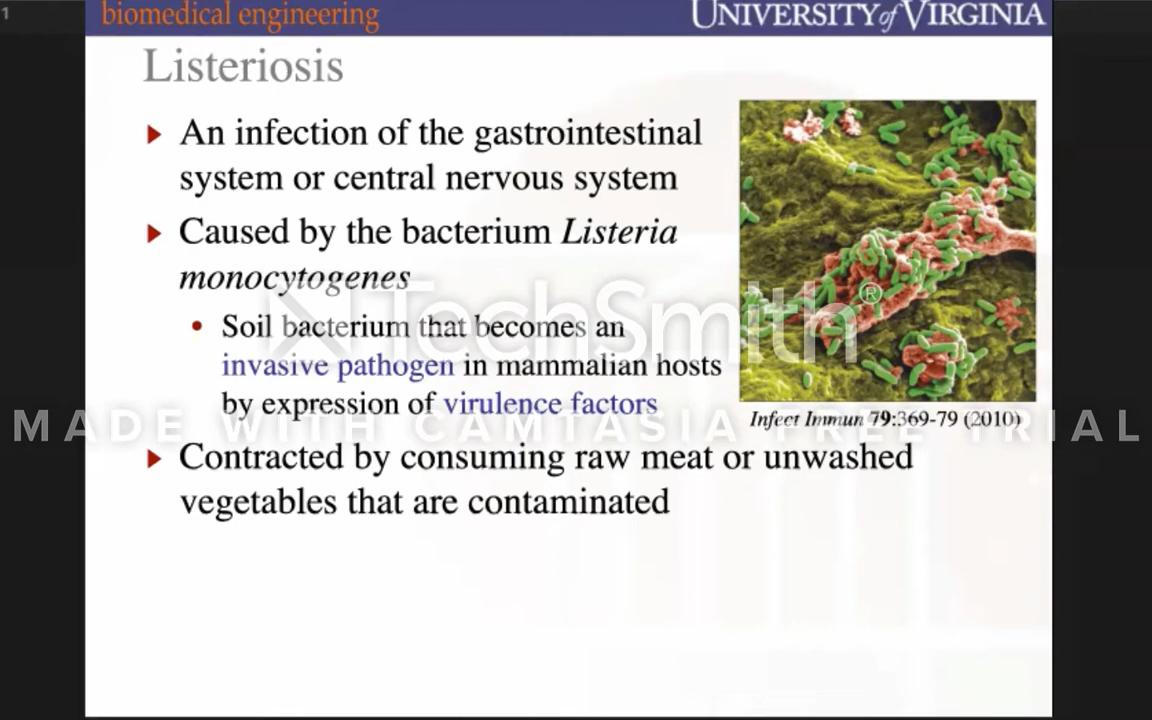 1
biomedical engineering
UNIVERSITY of VIRGINIA
Listeriosis
An infection of the gastrointestinal
system or central nervous system
Caused by the bacterium Listeria
monocytogenes
TechSmith®
Soil bacterium that becomes an
invasive pathogen in mammalian hosts
by expression of virulence factors
Infect Immun 79:369-79 (2010)
MADE WITH CAMTASIA FREE TRIAL
Contracted by consuming raw meat or unwashed
vegetables that are contaminated